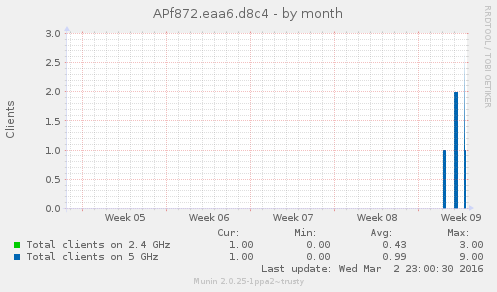 APf872.eaa6.d8c4 - by month
RRDTOOL / TOBI OETIKER
Clients
3.0
2.5
2.0
1.5
1.0
0.5
0.0
Week 05 Week 06 Week 07 Week 08 Week 09
Cur: Min: Avg: Max:
Total clients on 2.4 GHz 1.00 0.00 0.43 3.00
Total clients on 5 GHz 1.00 0.00 0.99 9.00
Last update: Wed Mar 2 23:00:30 2016
Munin 2.0.25-1ppa2~trusty